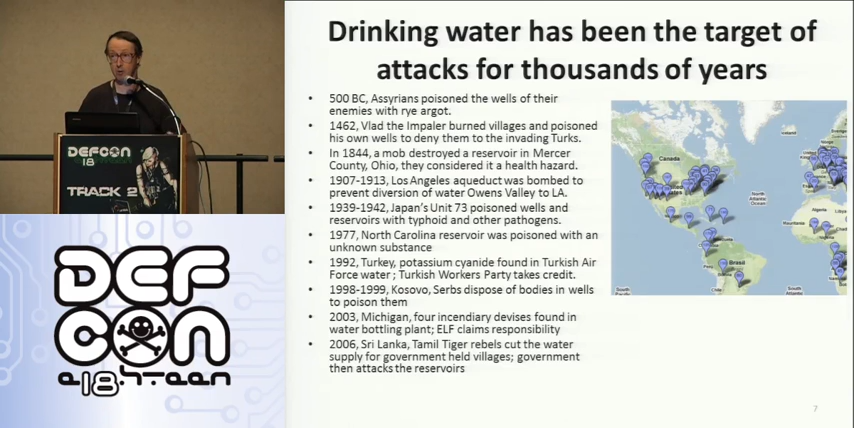 Drinking water has been the target of
attacks for thousands of years
• 500 BC, Assyrians poisoned the wells of their
enemies with rye argot.
• 1462, Vlad the Impaler burned villages and poisoned
his own wells to deny them to the invading Turks.
• In 1844, a mob destroyed a reservoir in Mercer
County, Ohio, they considered it a health hazard.
• 1907-1913, Los Angeles aqueduct was bombed to
prevent diversion of water Owens Valley to LA.
• 1939-1942, Japan's Unit 73 poisoned wells and
reservoirs with typhoid and other pathogens.
• 1977, North Carolina reservoir was poisoned with an
unknown substance
• 1992, Turkey, potassium cyanide found in Turkish Air
Force water ; Turkish Workers Party takes credit.
• 1998-1999, Kosovo, Serbs dispose of bodies in wells
to poison them
• 2003, Michigan, four incendiary devises found in
water bottling plant; ELF claims responsibility
• 2006, Sri Lanka, Tamil Tiger rebels cut the water
supply for government held villages; government
then attacks the reservoirs
Canada
North
Atlantic
Ocean
Brazil
7
DEFCON
18
TRACK 2
DEF
CON
e18hteen